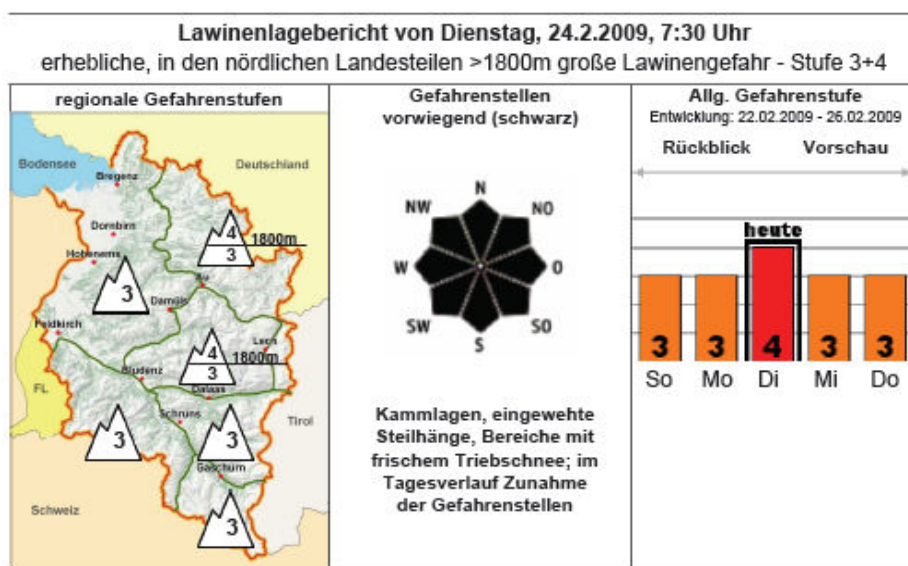 Lawinenlagebericht von Dienstag, 24.2.2009, 7:30 Uhr
erhebliche, in den nördlichen Landesteilen >1800m große Lawinengefahr - Stufe 3+4
regionale Gefahrenstufen
Bodensee
Deutschland
Bregenz
Dornbirn
4
1800m
3
Hohenems
3
Au
Damüls
Feldkirch
Lech
4
1800m
3
Bludenz
Dalaas
FL
Schruns
Tirol
3
3
Gaschurn
Schweiz
3
Gefahrenstellen
vorwiegend (schwarz)
N
NW
NO
W
O
SW
SO
S
Kammlagen, eingewehte
Steilhänge, Bereiche mit
frischem Triebschnee; im
Tagesverlauf Zunahme
der Gefahrenstellen
Allg. Gefahrenstufe
Entwicklung: 22.02.2009 - 26.02.2009
Rückblick Vorschau
heute
3 3 4 3 3
So Mo Di Mi Do